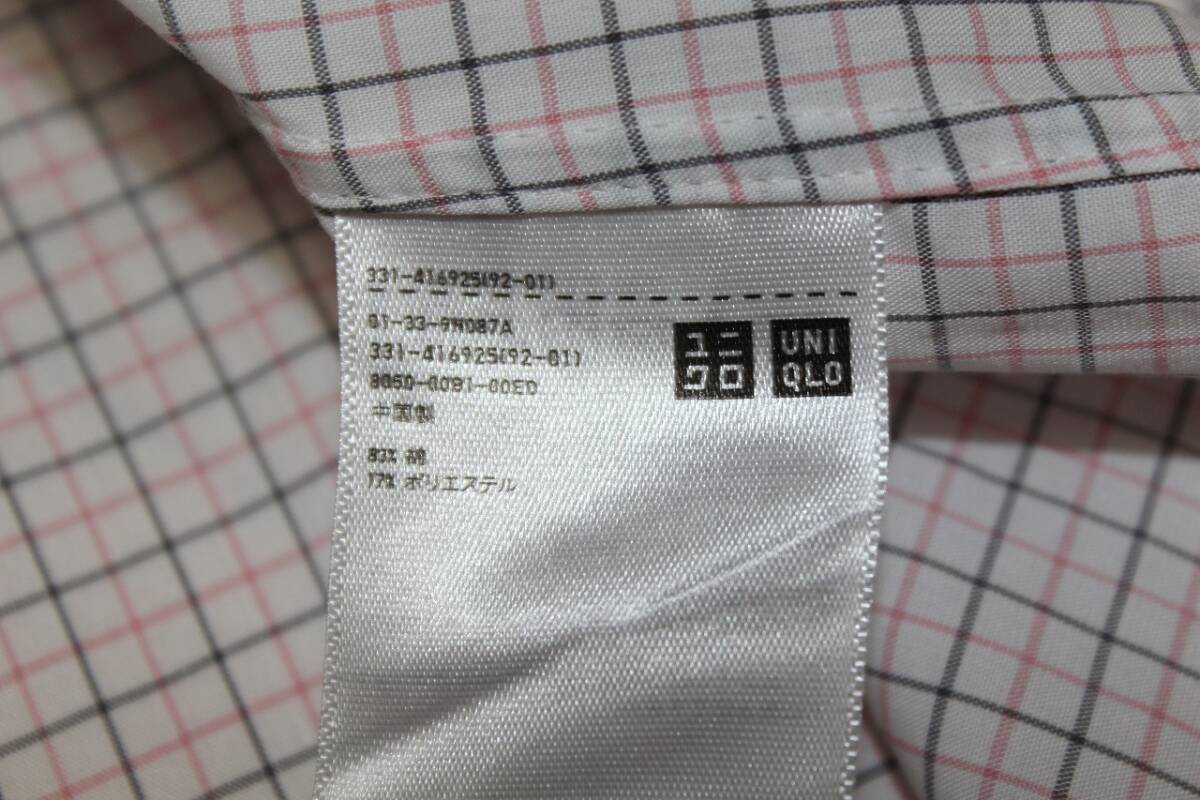 331-416925(92-01)
01-33-9N087A
331-416925(92-01)
8050-0091-00ED
中国製
83% 綿
17% ポリエステル
ユニ
クロ
UNI
QLO